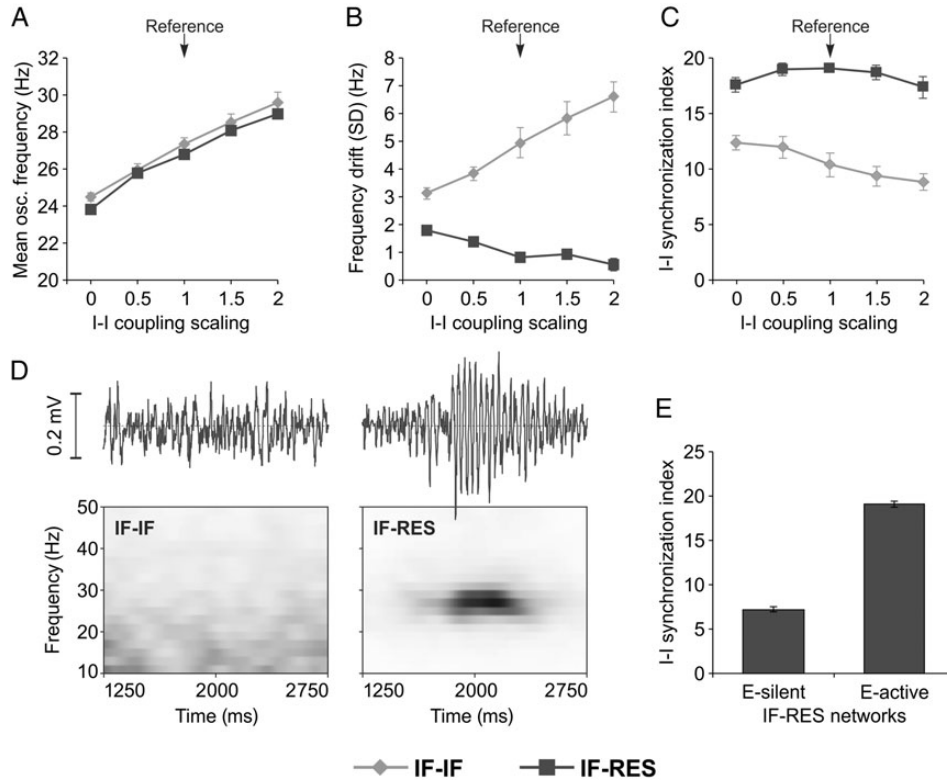 A
Reference
Mean osc. frequency (Hz)
32
30
28
26
24
22
20
0 0.5 1 1.5 2
I-I coupling scaling
B
Reference
Frequency drift (SD) (Hz)
8
7
6
5
4
3
2
1
0
0 0.5 1 1.5 2
I-I coupling scaling
C
Reference
I-I synchronization index
20
15
10
5
0
0 0.5 1 1.5 2
I-I coupling scaling
D
0.2 mV
IF-IF
Frequency (Hz)
50
40
30
20
10
1250 2000 2750
Time (ms)
IF-RES
1250 2000 2750
Time (ms)
E
I-I synchronization index
25
20
15
10
5
0
E-silent E-active
IF-RES networks
IF-IF IF-RES